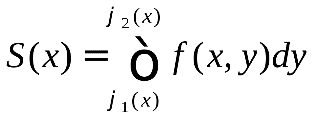 j 2 (x)
S(x) = ò f(x, y)dy
j 1 (x)